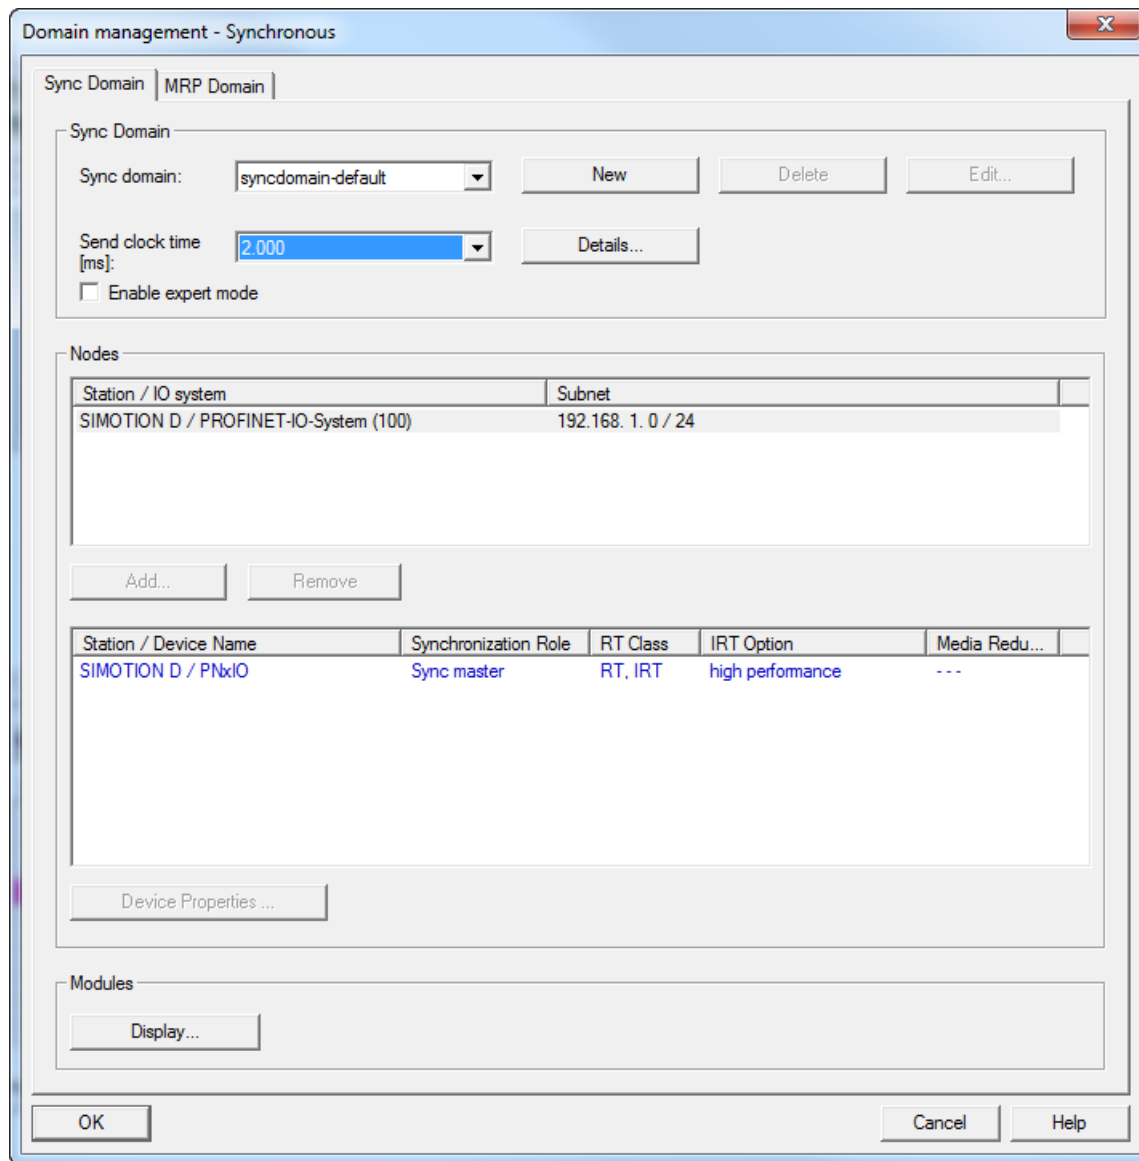 Domain management - Synchronous
Sync Domain MRP Domain
Sync Domain
Sync domain: syncdomain-default New Delete Edit...
Send clock time
[ms]: 2.000 Details...
Enable expert mode
Nodes
Station / IO system Subnet
SIMOTION D / PROFINET-IO-System (100) 192.168. 1. 0 / 24
Add... Remove
Station / Device Name Synchronization Role RT Class IRT Option Media Redu...
SIMOTION D / PNxIO Sync master RT, IRT high performance - - -
Device Properties ...
Modules
Display...
OK Cancel Help